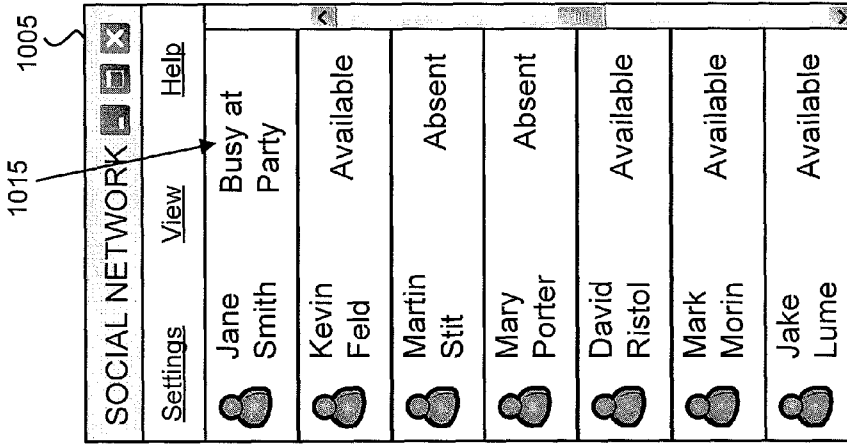 1005
1015
SOCIAL NETWORK
Settings View Help
Jane
Smith
Busy at
Party
Kevin
Feld
Available
Martin
Stit
Absent
Mary
Porter
Absent
David
Ristol
Available
Mark
Morin
Available
Jake
Lume
Available